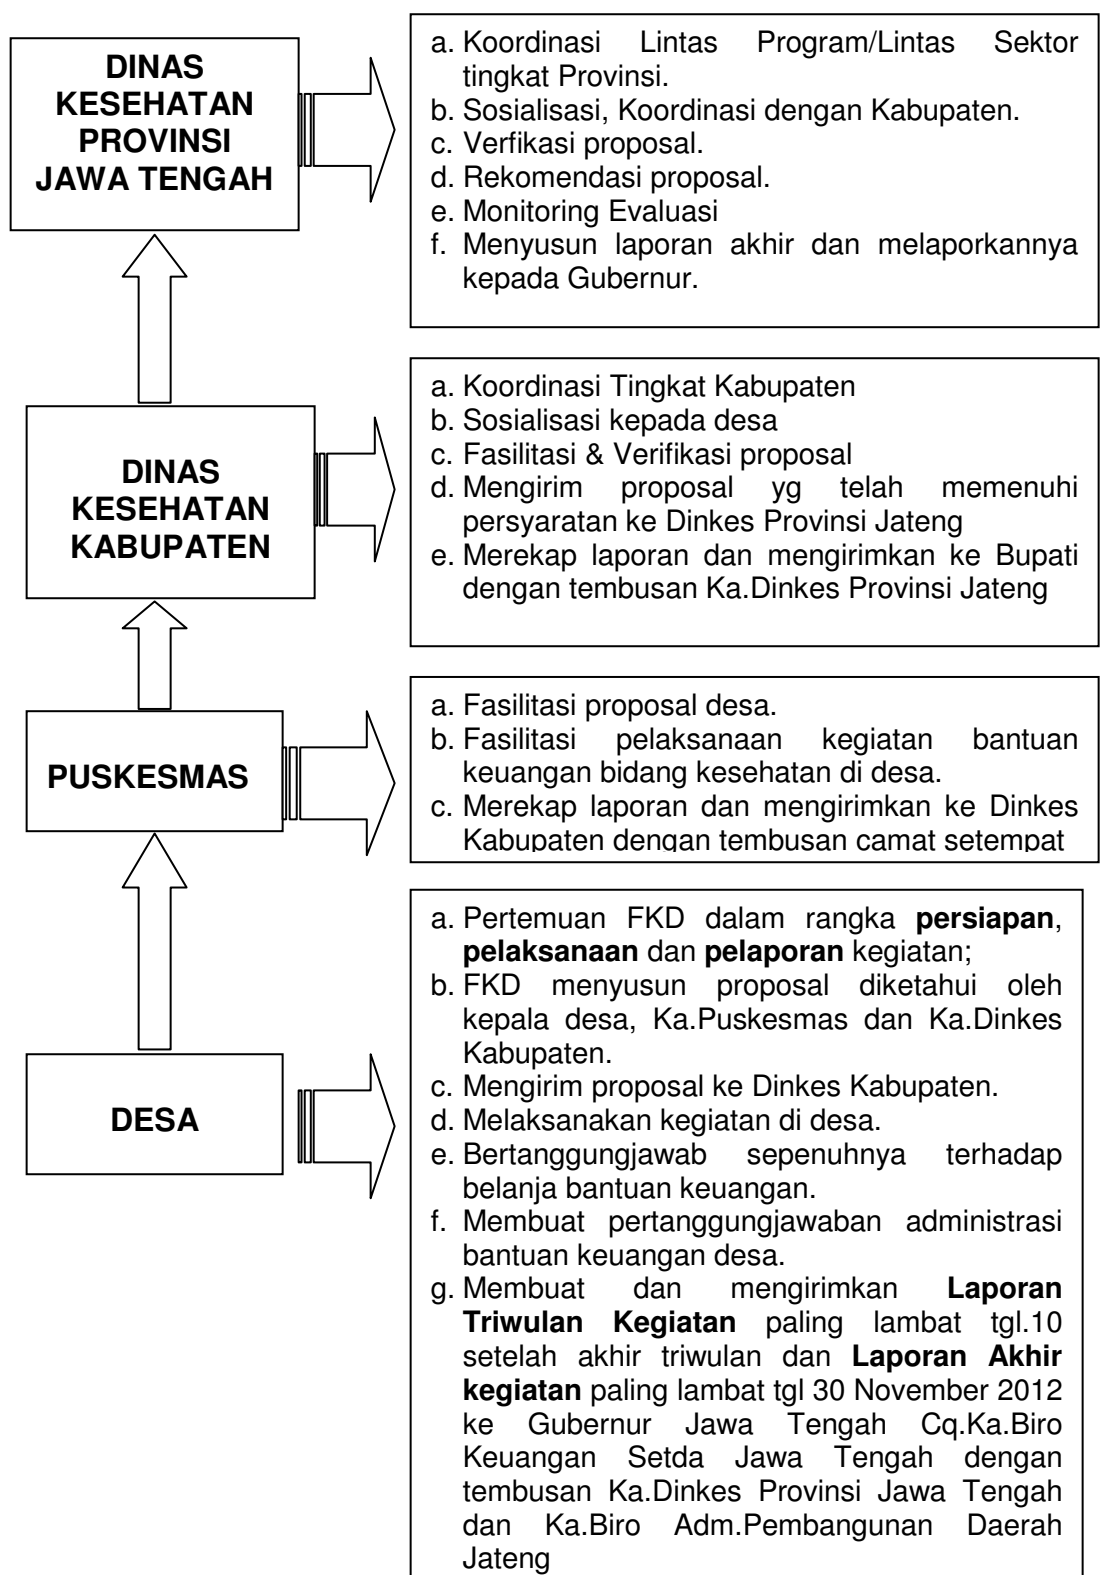 DINAS
KESEHATAN
PROVINSI
JAWA TENGAH
a. Koordinasi Lintas Program/Lintas Sektor
tingkat Provinsi.
b. Sosialisasi, Koordinasi dengan Kabupaten.
c. Verfikasi proposal.
d. Rekomendasi proposal.
e. Monitoring Evaluasi
f. Menyusun laporan akhir dan melaporkannya
kepada Gubernur.
DINAS
KESEHATAN
KABUPATEN
a. Koordinasi Tingkat Kabupaten
b. Sosialisasi kepada desa
c. Fasilitasi & Verifikasi proposal
d. Mengirim proposal yg telah memenuhi
persyaratan ke Dinkes Provinsi Jateng
e. Merekap laporan dan mengirimkan ke Bupati
dengan tembusan Ka.Dinkes Provinsi Jateng
PUSKESMAS
a. Fasilitasi proposal desa.
b. Fasilitasi pelaksanaan kegiatan bantuan
keuangan bidang kesehatan di desa.
c. Merekap laporan dan mengirimkan ke Dinkes
Kabupaten dengan tembusan camat setempat
DESA
a. Pertemuan FKD dalam rangka persiapan,
pelaksanaan dan pelaporan kegiatan;
b. FKD menyusun proposal diketahui oleh
kepala desa, Ka.Puskesmas dan Ka.Dinkes
Kabupaten.
c. Mengirim proposal ke Dinkes Kabupaten.
d. Melaksanakan kegiatan di desa.
e. Bertanggungjawab sepenuhnya terhadap
belanja bantuan keuangan.
f. Membuat pertanggungjawaban administrasi
bantuan keuangan desa.
g. Membuat dan mengirimkan Laporan
Triwulan Kegiatan paling lambat tgl.10
setelah akhir triwulan dan Laporan Akhir
kegiatan paling lambat tgl 30 November 2012
ke Gubernur Jawa Tengah Cq.Ka.Biro
Keuangan Setda Jawa Tengah dengan
tembusan Ka.Dinkes Provinsi Jawa Tengah
dan Ka.Biro Adm.Pembangunan Daerah
Jateng